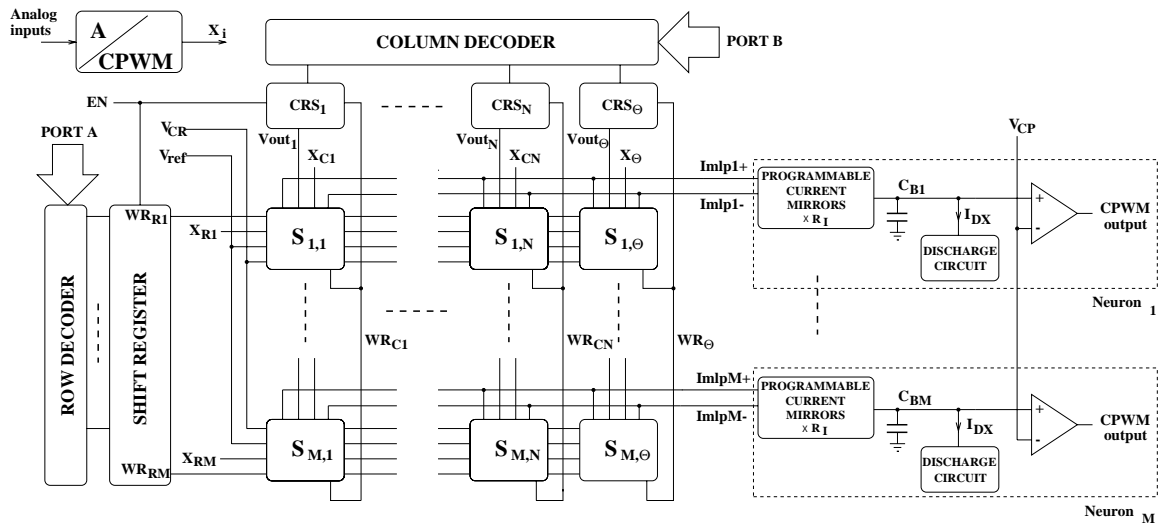 Analog
inputs
A
CPWM
X i
COLUMN DECODER
PORT B
EN
CRS1
CRSN
CRSΘ
PORT A
VCR
Vref
Vout1
VoutN
VoutΘ
XC1
XCN
XΘ
VCP
Imlp1+
Imlp1-
PROGRAMMABLE
CURRENT
MIRRORS
× RI
CB1
IDX
DISCHARGE
CIRCUIT
+
-
CPWM
output
Neuron 1
ROW DECODER
SHIFT REGISTER
WRR1
XR1
S1,1
S1,N
S1,Θ
WRC1
WRCN
WRΘ
ImlpM+
ImlpM-
PROGRAMMABLE
CURRENT
MIRRORS
× RI
CBM
IDX
DISCHARGE
CIRCUIT
+
-
CPWM
output
Neuron M
XRM
WRRM
SM,1
SM,N
SM,Θ